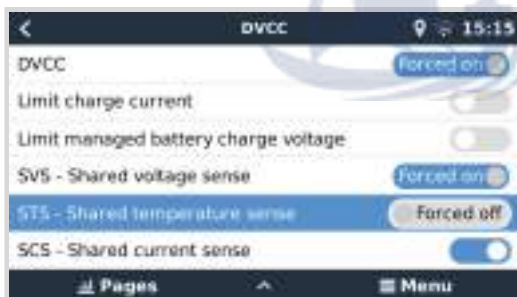 DVCC 15:15
DVCC Forced on
Limit charge current
Limit managed battery charge voltage
SVS - Shared voltage sense Forced on
STS - Shared temperature sense Forced off
SCS - Shared current sense
Pages Menu